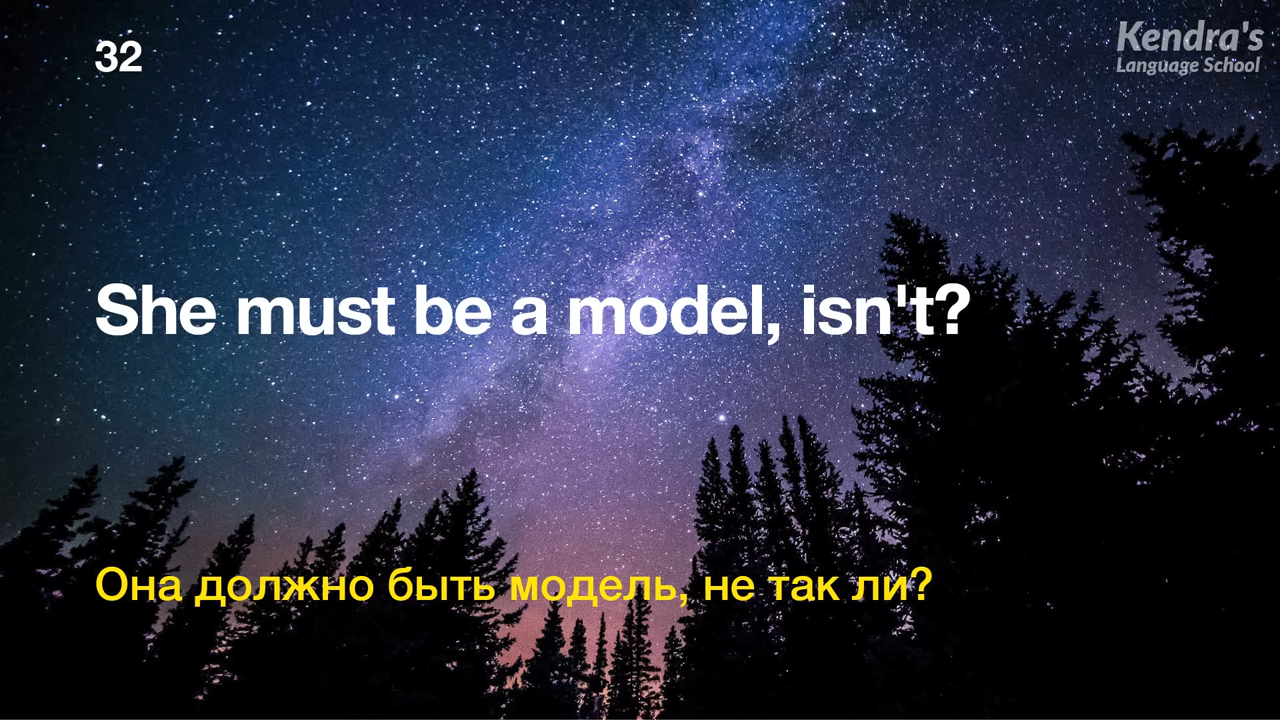 32
Kendra's
Language School
She must be a model, isn't?
Она должно быть модель, не так ли?